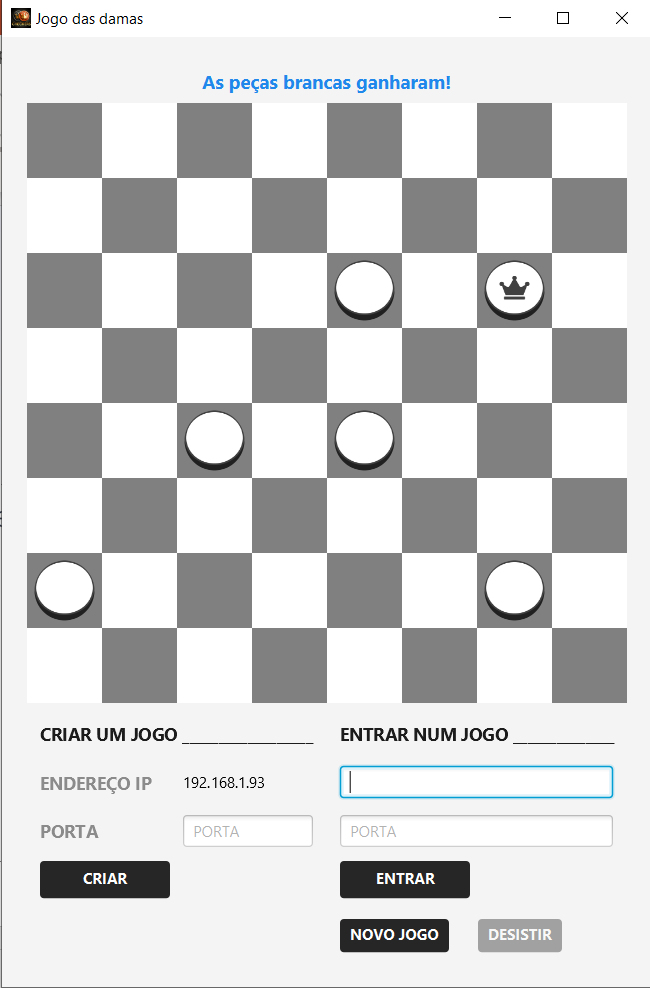 Jogo das damas
As peças brancas ganharam!
CRIAR UM JOGO _______________
ENTRAR NUM JOGO ____________
ENDEREÇO IP 192.168.1.93
PORTA PORTA PORTA
CRIAR ENTRAR
NOVO JOGO DESISTIR